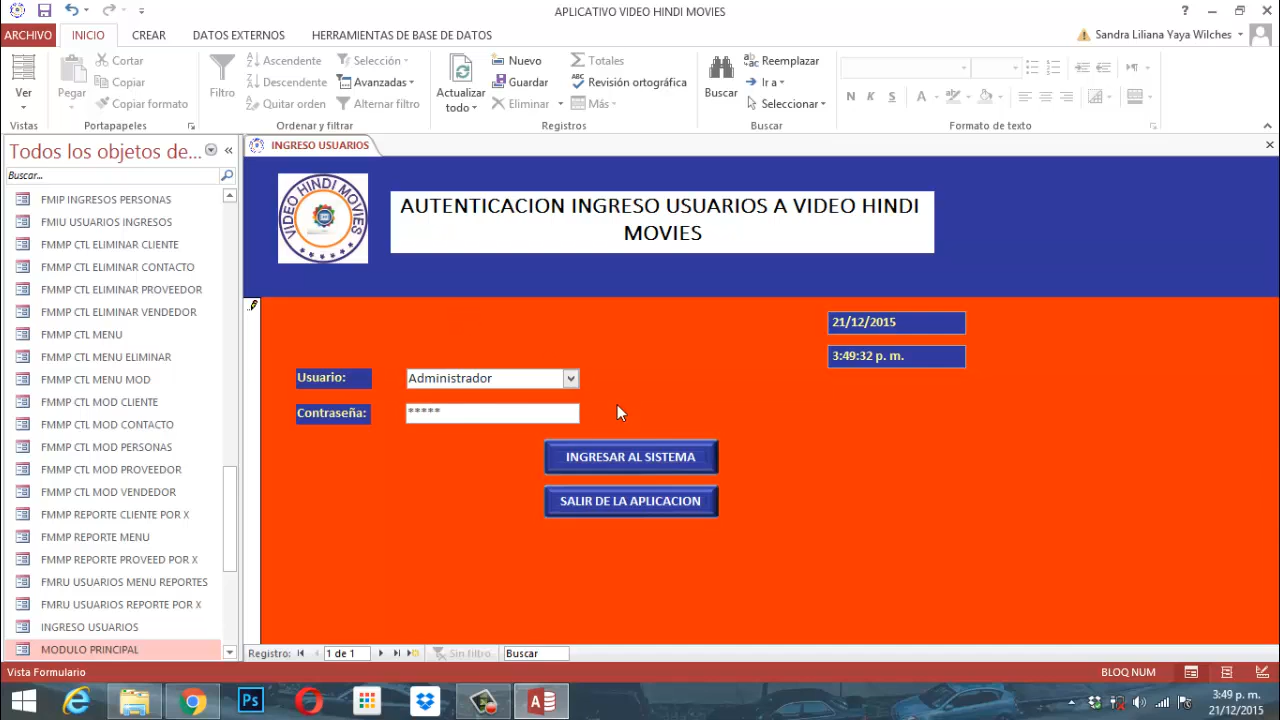 APLICATIVO VIDEO HINDI MOVIES
?
ARCHIVO INICIO CREAR DATOS EXTERNOS HERRAMIENTAS DE BASE DE DATOS Sandra Liliana Yaya Wilches
Ver
Vistas
Pegar
Cortar
Copiar
Copiar formato
Portapapeles
Filtro
Ascendente
Descendente
Quitar orden
Selección
Avanzadas
Alternar filtro
Ordenar y filtrar
Actualizar
todo
Nuevo
Guardar
Eliminar
Totales
Revisión ortográfica
Más
Registros
Buscar
Reemplazar
Ir a
Seleccionar
Buscar
N K S A
Formato de texto
Todos los objetos de...
Buscar...
FMIP INGRESOS PERSONAS
FMIU USUARIOS INGRESOS
FMMP CTL ELIMINAR CLIENTE
FMMP CTL ELIMINAR CONTACTO
FMMP CTL ELIMINAR PROVEEDOR
FMMP CTL ELIMINAR VENDEDOR
FMMP CTL MENU
FMMP CTL MENU ELIMINAR
FMMP CTL MENU MOD
FMMP CTL MOD CLIENTE
FMMP CTL MOD CONTACTO
FMMP CTL MOD PERSONAS
FMMP CTL MOD PROVEEDOR
FMMP CTL MOD VENDEDOR
FMMP REPORTE CLIENTE POR X
FMMP REPORTE MENU
FMMP REPORTE PROVEED POR X
FMRU USUARIOS MENU REPORTES
FMRU USUARIOS REPORTE POR X
INGRESO USUARIOS
MODULO PRINCIPAL
INGRESO USUARIOS
VIDEO HINDI MOVIES
AUTENTICACION INGRESO USUARIOS A VIDEO HINDI
MOVIES
21/12/2015
3:49:32 p. m.
Usuario: Administrador
Contraseña: *****
INGRESAR AL SISTEMA
SALIR DE LA APLICACION
Registro: 1 de 1 Sin filtro Buscar
Vista Formulario BLOQ NUM
Ps
3:49 p. m.
21/12/2015